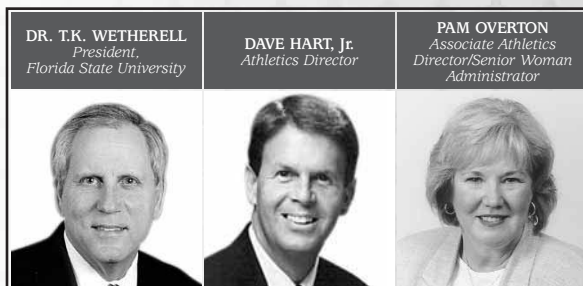 DR. T.K. WETHERELL
President,
Florida State University
DAVE HART, Jr.
Athletics Director
PAM OVERTON
Associate Athletics
Director/Senior Woman
Administrator